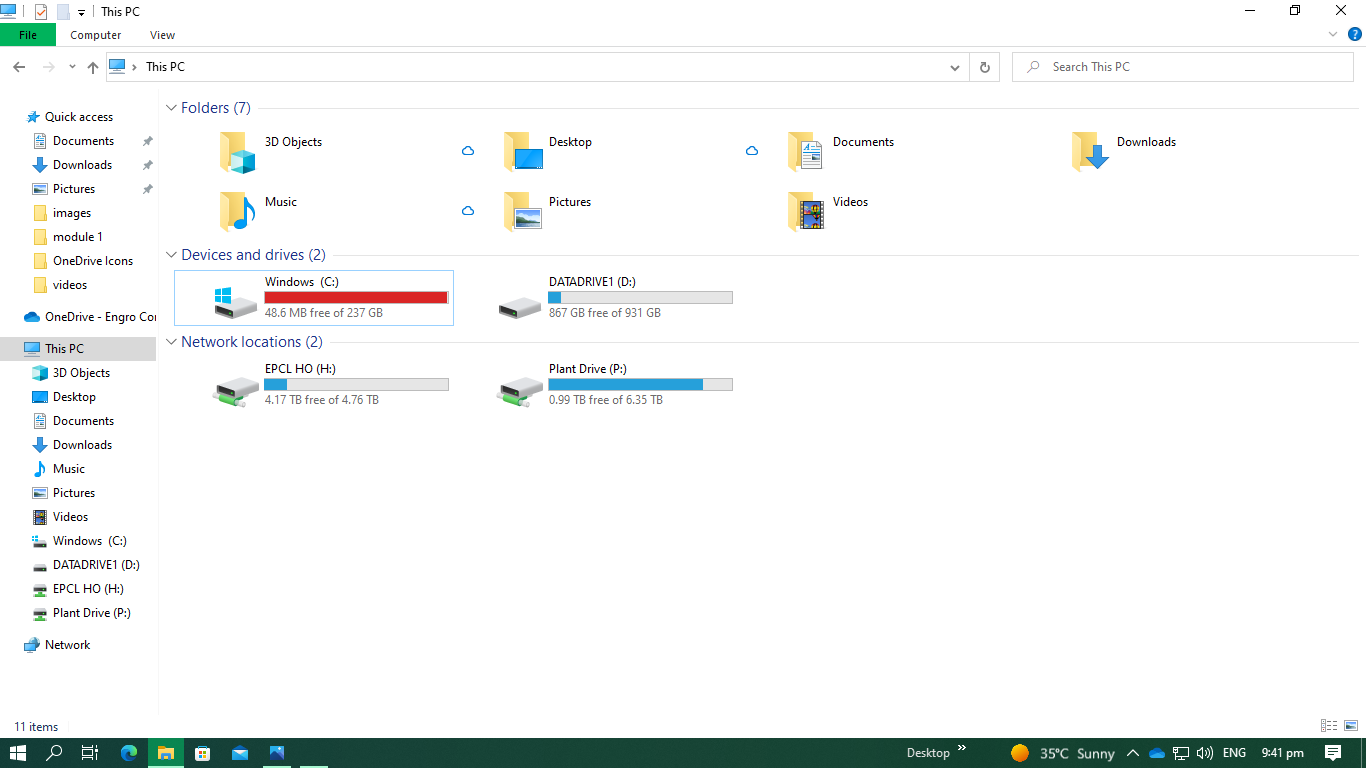 This PC
File Computer View
This PC
Search This PC
Quick access
Documents
Downloads
Pictures
images
module 1
OneDrive Icons
videos
OneDrive - Engro Cor
This PC
3D Objects
Desktop
Documents
Downloads
Music
Pictures
Videos
Windows (C:)
DATADRIVE1 (D:)
EPCL HO (H:)
Plant Drive (P:)
Network
Folders (7)
3D Objects
Desktop
Documents
Downloads
Music
Pictures
Videos
Devices and drives (2)
Windows (C:)
48.6 MB free of 237 GB
DATADRIVE1 (D:)
867 GB free of 931 GB
Network locations (2)
EPCL HO (H:)
4.17 TB free of 4.76 TB
Plant Drive (P:)
0.99 TB free of 6.35 TB
11 items
Desktop » 35°C Sunny ENG 9:41 pm